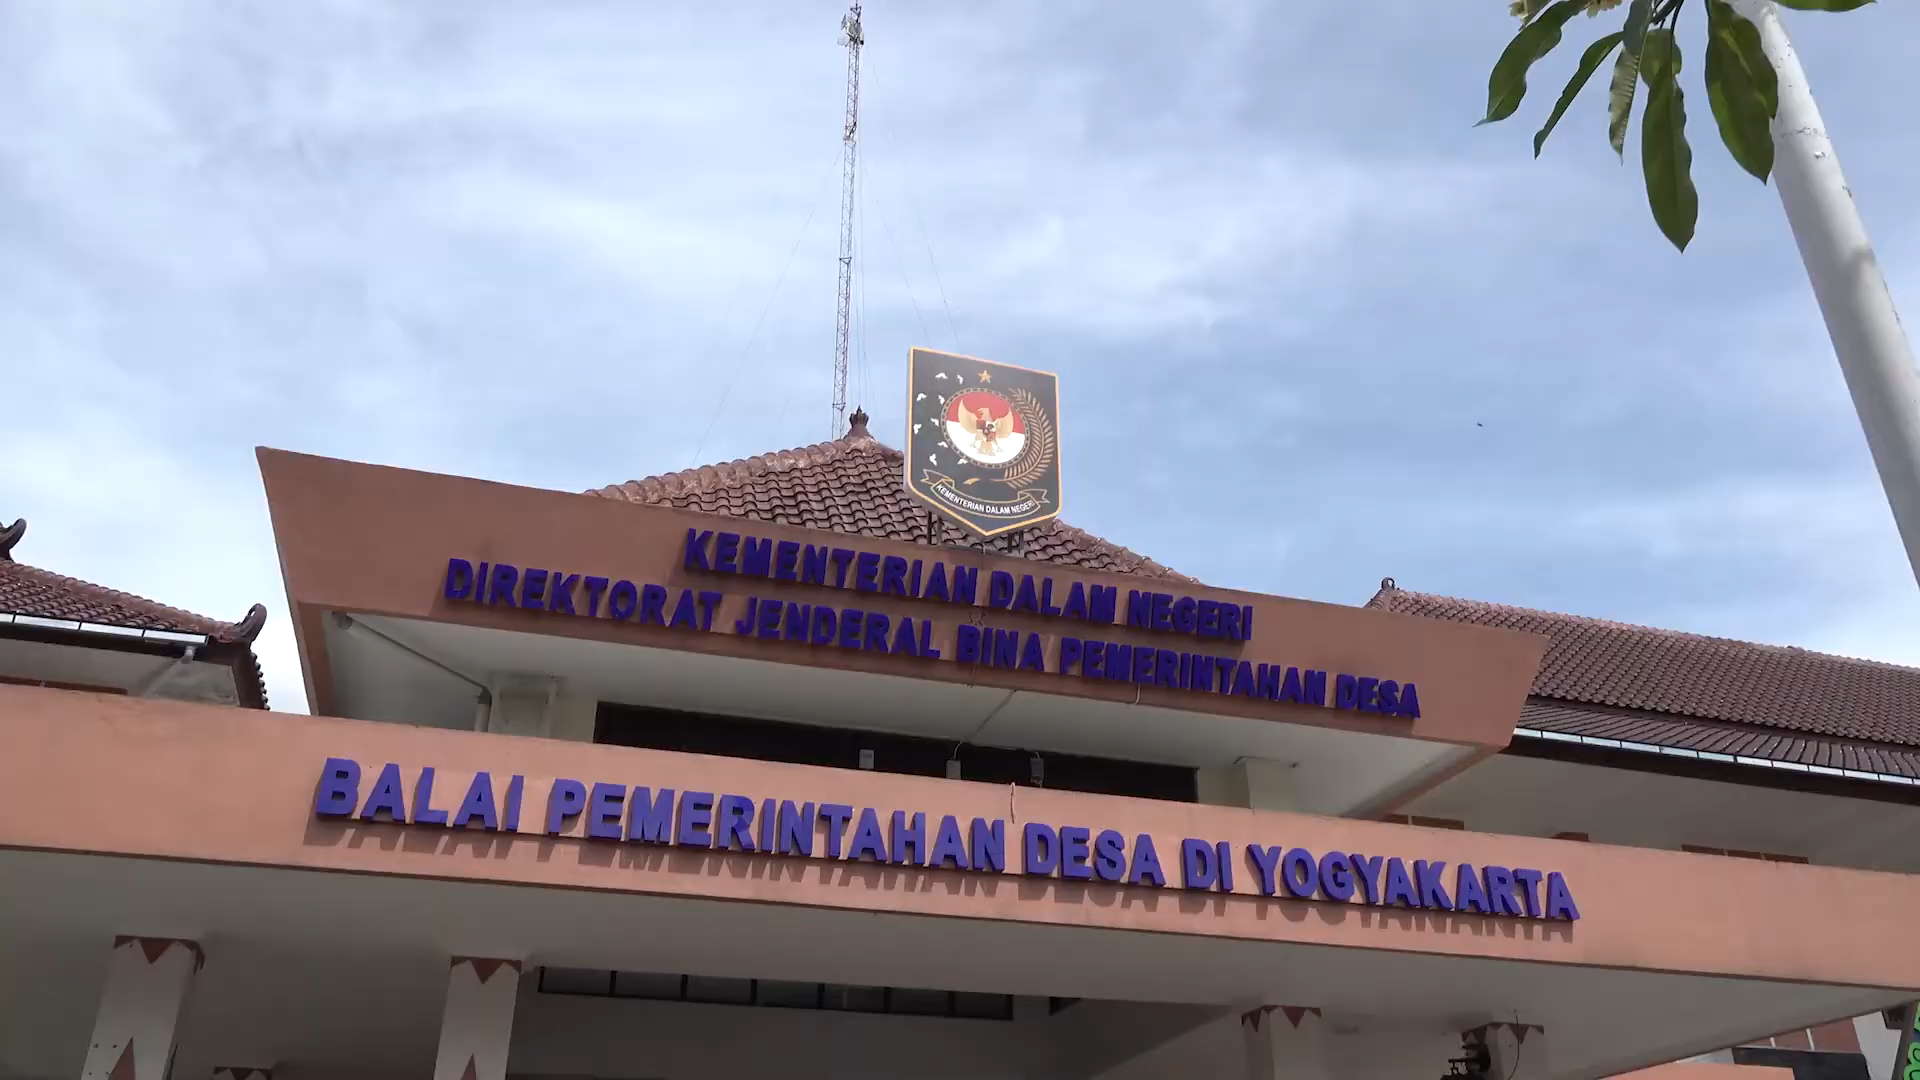 KEMENTERIAN DALAM NEGERI
KEMENTERIAN DALAM NEGERI
DIREKTORAT JENDERAL BINA PEMERINTAHAN DESA
BALAI PEMERINTAHAN DESA DI YOGYAKARTA